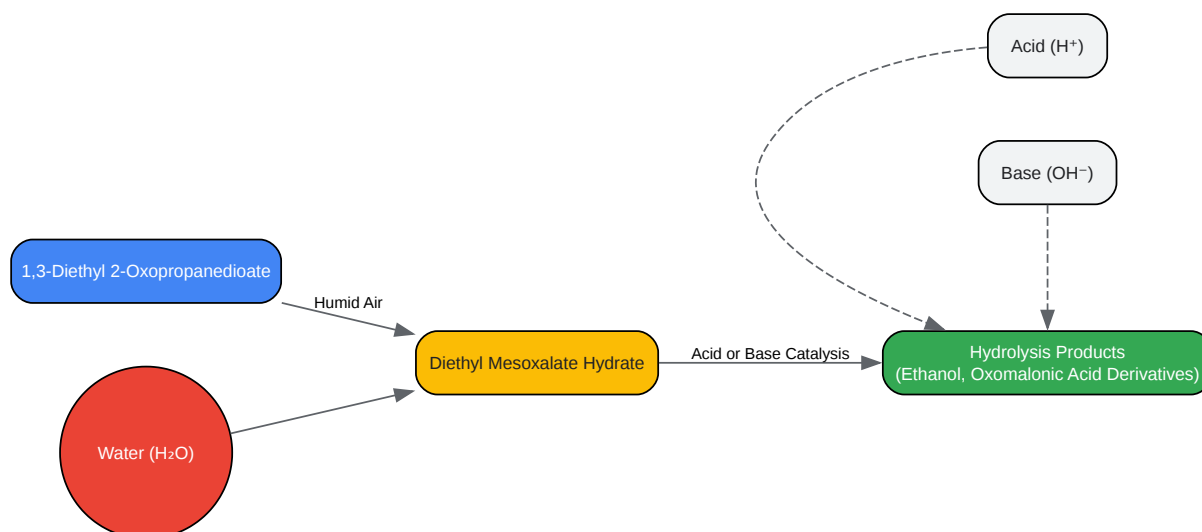 Acid (H⁺)
Base (OH⁻)
1,3-Diethyl 2-Oxopropanedioate
Humid Air
Diethyl Mesoxalate Hydrate
Acid or Base Catalysis
Hydrolysis Products
(Ethanol, Oxomalonic Acid Derivatives)
Water (H₂O)